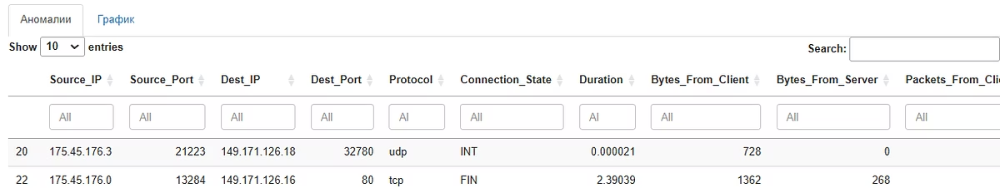 Аномалии График
Show 10 entries Search:
Source_IP Source_Port Dest_IP Dest_Port Protocol Connection_State Duration Bytes_From_Client Bytes_From_Server Packets_From_Cli
All All All All Al All Al All All All
20 175.45.176.3 21223 149.171.126.18 32780 udp INT 0.000021 728 0
22 175.45.176.0 13284 149.171.126.16 80 tcp FIN 2.39039 1362 268